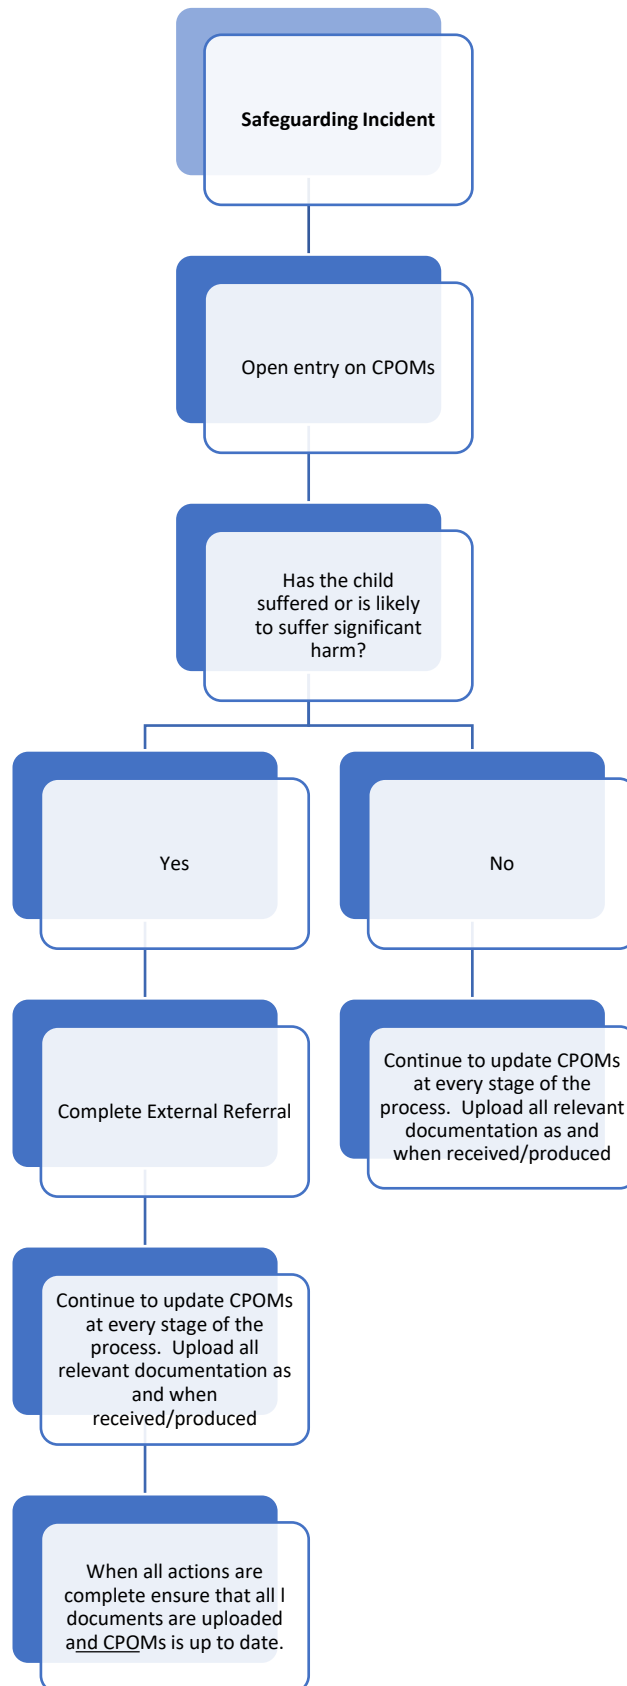 Safeguarding Incident
Open entry on CPOMs
Has the child
suffered or is likely
to suffer significant
harm?
Yes
No
Complete External Referral
Continue to update CPOMs
at every stage of the
process.  Upload all relevant
documentation as and
when received/produced
Continue to update CPOMs
at every stage of the
process.  Upload all
relevant documentation as
and when
received/produced
When all actions are
complete ensure that all l
documents are uploaded
and CPOMs is up to date.